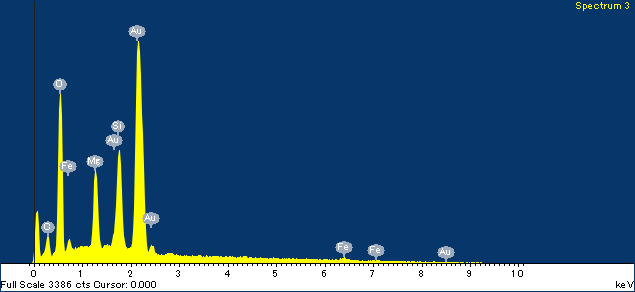 Spectrum 3
Au
O
Si
Au
Mg
Fe
Au
C
Fe
Fe
Au
0 1 2 3 4 5 6 7 8 9 10
Full Scale 3386 cts Cursor: 0.000 keV